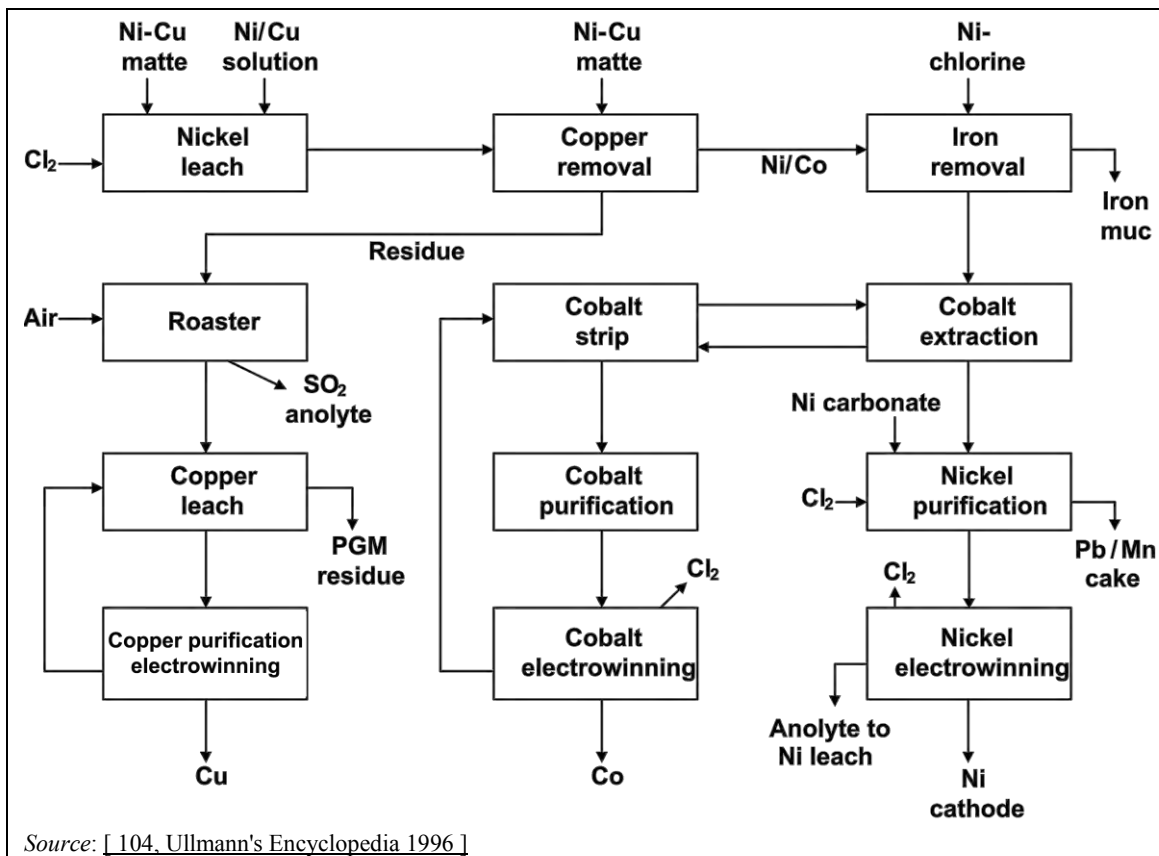 Ni-Cu
matte
Ni/Cu
solution
Ni-Cu
matte
Ni-
chlorine
Cl₂
Nickel
leach
Copper
removal
Ni/Co
Iron
removal
Iron
muc
Residue
Air
Roaster
SO₂
anolyte
Cobalt
strip
Cobalt
extraction
Ni carbonate
Copper
leach
PGM
residue
Cobalt
purification
Cl₂
Nickel
purification
Pb/Mn
cake
Copper purification
electrowinning
Cl₂
Cobalt
electrowinning
Cl₂
Nickel
electrowinning
Anolyte to
Ni leach
Cu
Co
Ni
cathode
Source: [ 104, Ullmann's Encyclopedia 1996 ]